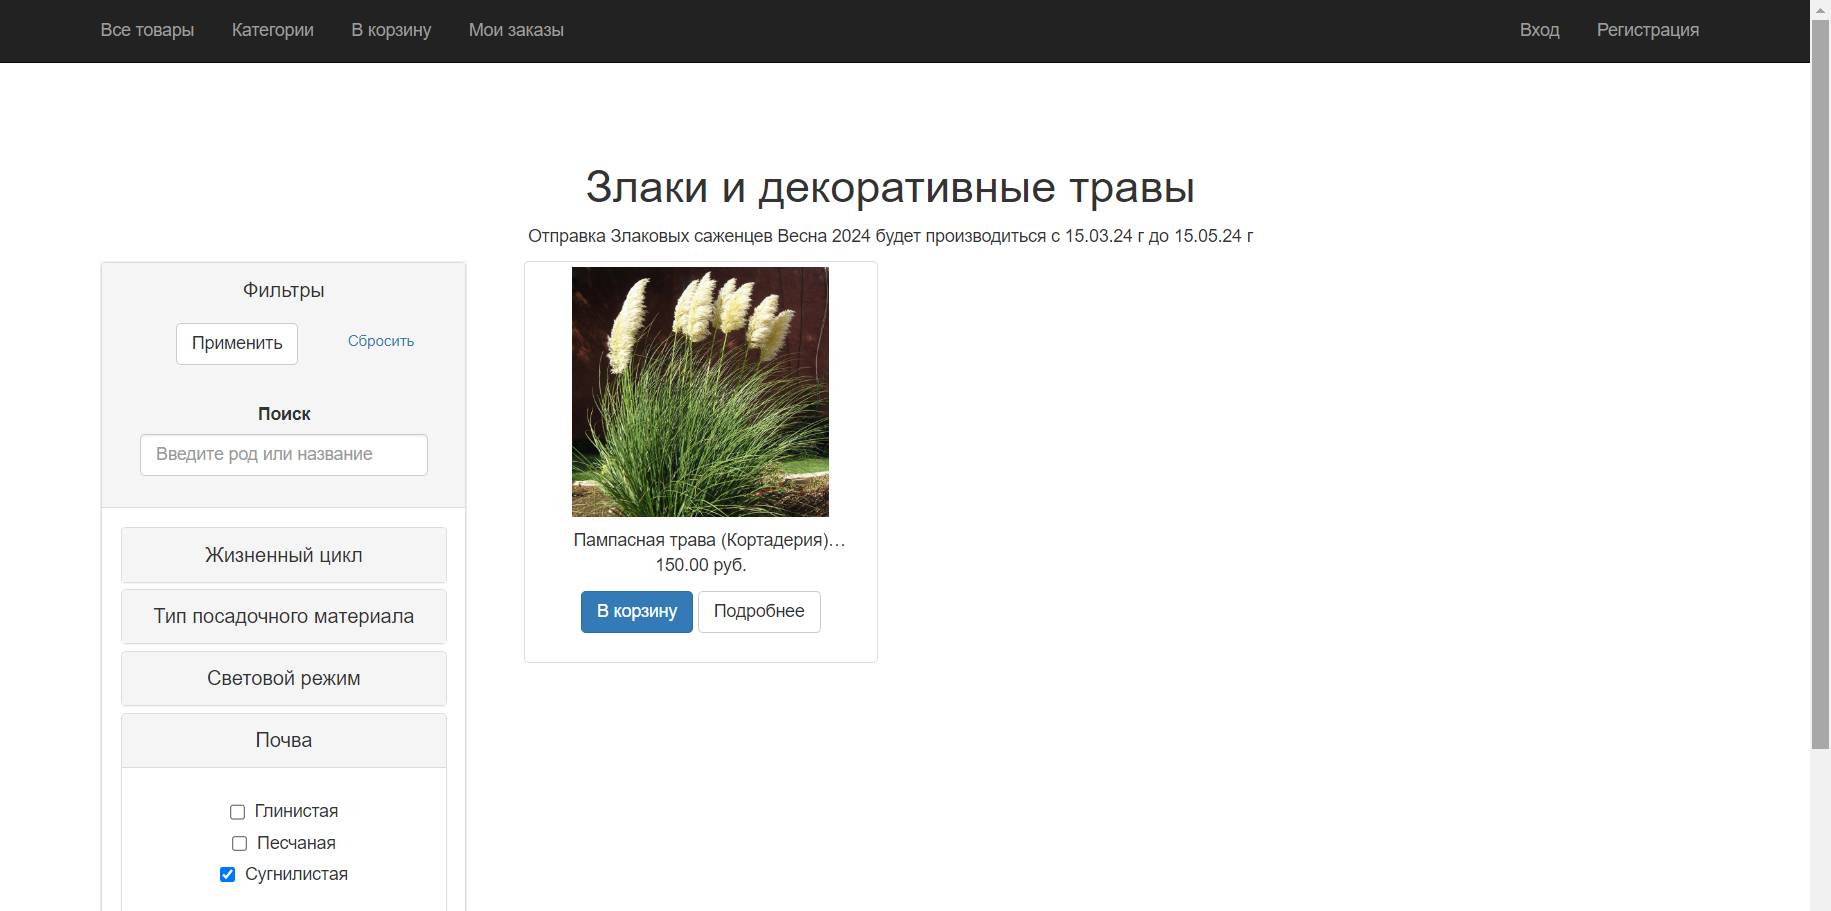 Все товары Категории В корзину Мои заказы Вход Регистрация
Злаки и декоративные травы
Отправка Злаковых саженцев Весна 2024 будет производиться с 15.03.24 г до 15.05.24 г
Фильтры
Применить Сбросить
Поиск
Введите род или название
Жизненный цикл
Тип посадочного материала
Световой режим
Почва
Глинистая
Песчаная
Сугнилистая
Пампасная трава (Кортадерия)...
150.00 руб.
В корзину Подробнее